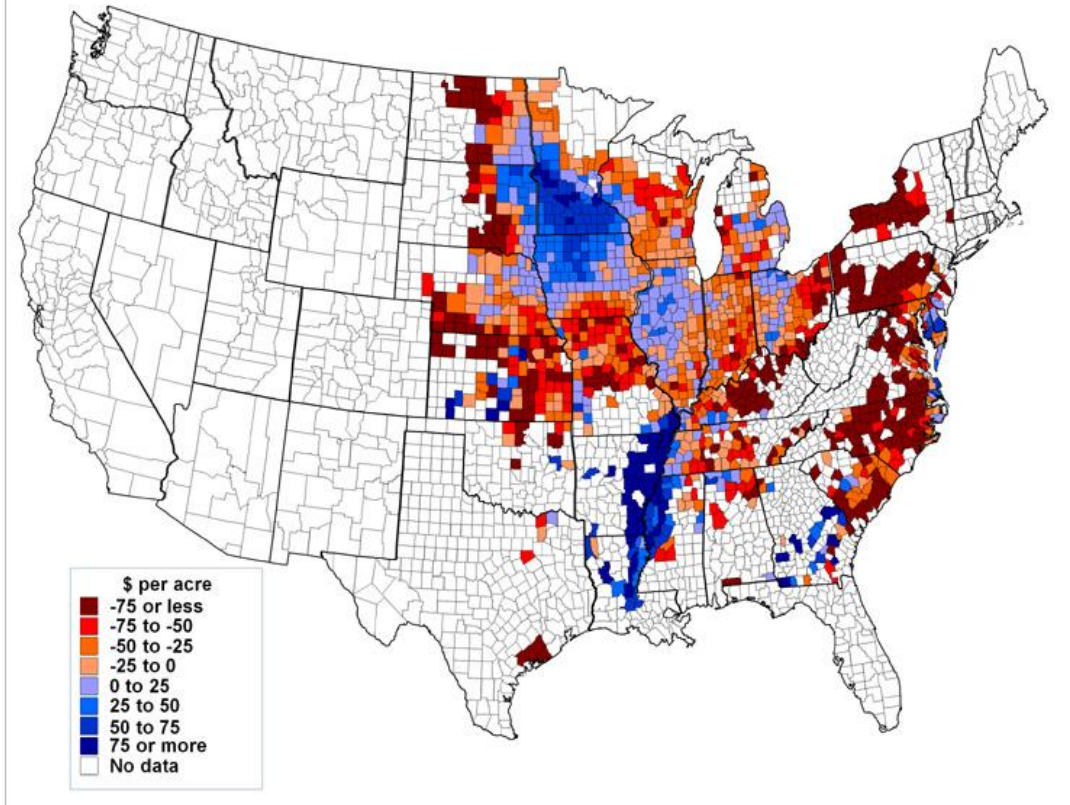 $ per acre
-75 or less
-75 to -50
-50 to -25
-25 to 0
0 to 25
25 to 50
50 to 75
75 or more
No data